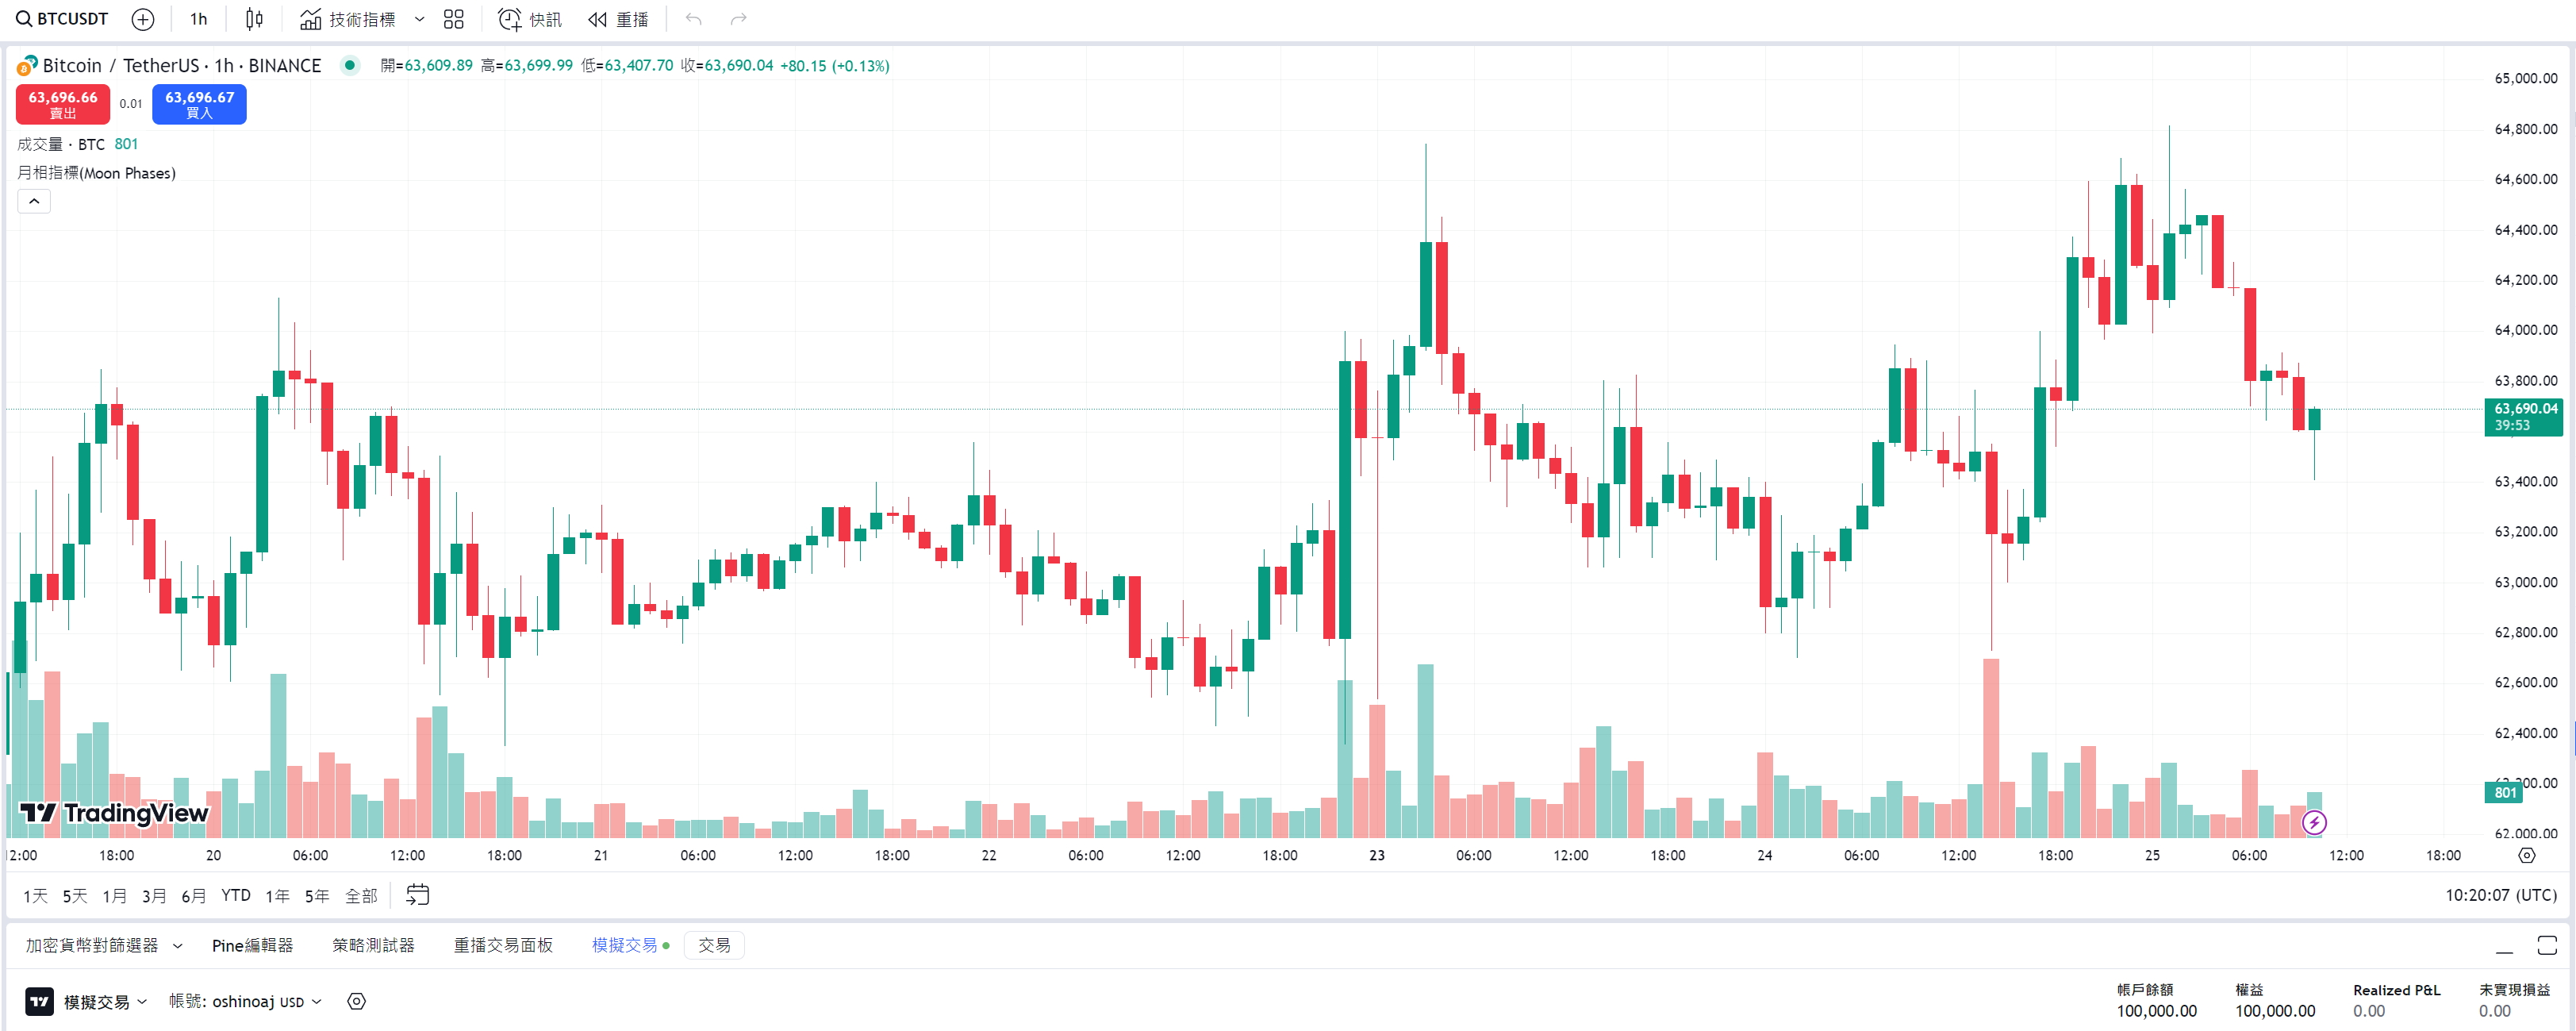 BTCUSDT 1h 技術指標 快訊 重播
Bitcoin / TetherUS · 1h · BINANCE 開=63,609.89 高=63,699.99 低=63,407.70 收=63,690.04 +80.15 (+0.13%)
63,696.66 0.01 63,696.67
賣出 買入
成交量 · BTC 801
月相指標(Moon Phases)
65,000.00
64,800.00
64,600.00
64,400.00
64,200.00
64,000.00
63,800.00
63,690.04
39:53
63,400.00
63,200.00
63,000.00
62,800.00
62,600.00
62,400.00
62,200.00
801
62,000.00
TradingView
12:00 18:00 20 06:00 12:00 18:00 21 06:00 12:00 18:00 22 06:00 12:00 18:00 23 06:00 12:00 18:00 24 06:00 12:00 18:00 25 06:00 12:00 18:00
1天 5天 1月 3月 6月 YTD 1年 5年 全部 10:20:07 (UTC)
加密貨幣對篩選器 Pine編輯器 策略測試器 重播交易面板 模擬交易 交易
模擬交易 帳號: oshinoaj USD
帳戶餘額 權益 Realized P&L 未實現損益
100,000.00 100,000.00 0.00 0.00